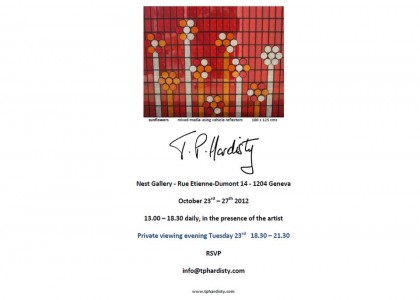 sunflowers mixed media using vehicle reflectors 100 x 125 cms
T. P. Hardisty
Nest Gallery - Rue Etienne-Dumont 14 - 1204 Geneva
October 23rd – 27th 2012
13.00 – 18.30 daily, in the presence of the artist
Private viewing evening Tuesday 23rd 18.30 – 21.30
RSVP
info@tphardisty.com
www.tphardisty.com